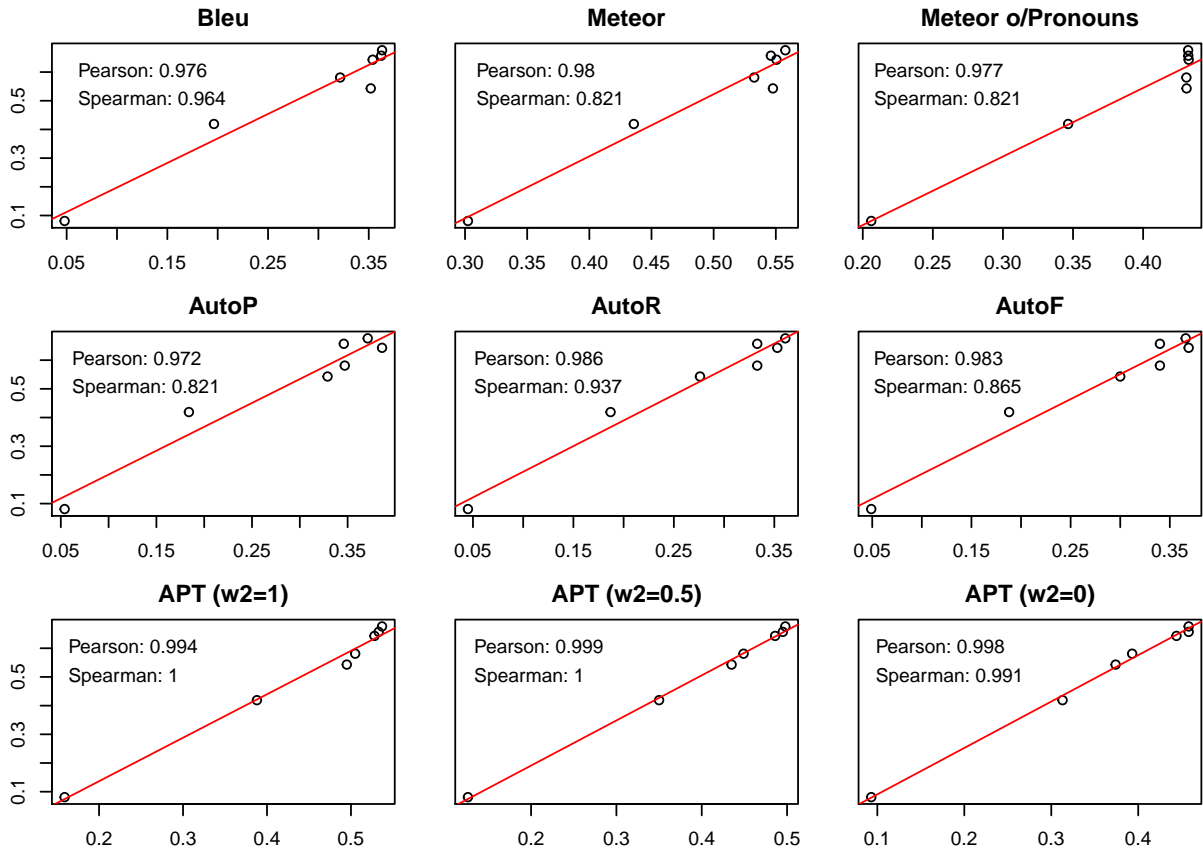 Bleu
Pearson: 0.976
Spearman: 0.964
0.1 0.3 0.5
0.05 0.15 0.25 0.35
Meteor
Pearson: 0.98
Spearman: 0.821
0.30 0.35 0.40 0.45 0.50 0.55
Meteor o/Pronouns
Pearson: 0.977
Spearman: 0.821
0.20 0.25 0.30 0.35 0.40
AutoP
Pearson: 0.972
Spearman: 0.821
0.1 0.3 0.5
0.05 0.15 0.25 0.35
AutoR
Pearson: 0.986
Spearman: 0.937
0.05 0.15 0.25 0.35
AutoF
Pearson: 0.983
Spearman: 0.865
0.05 0.15 0.25 0.35
APT (w2=1)
Pearson: 0.994
Spearman: 1
0.1 0.3 0.5
0.2 0.3 0.4 0.5
APT (w2=0.5)
Pearson: 0.999
Spearman: 1
0.2 0.3 0.4 0.5
APT (w2=0)
Pearson: 0.998
Spearman: 0.991
0.1 0.2 0.3 0.4